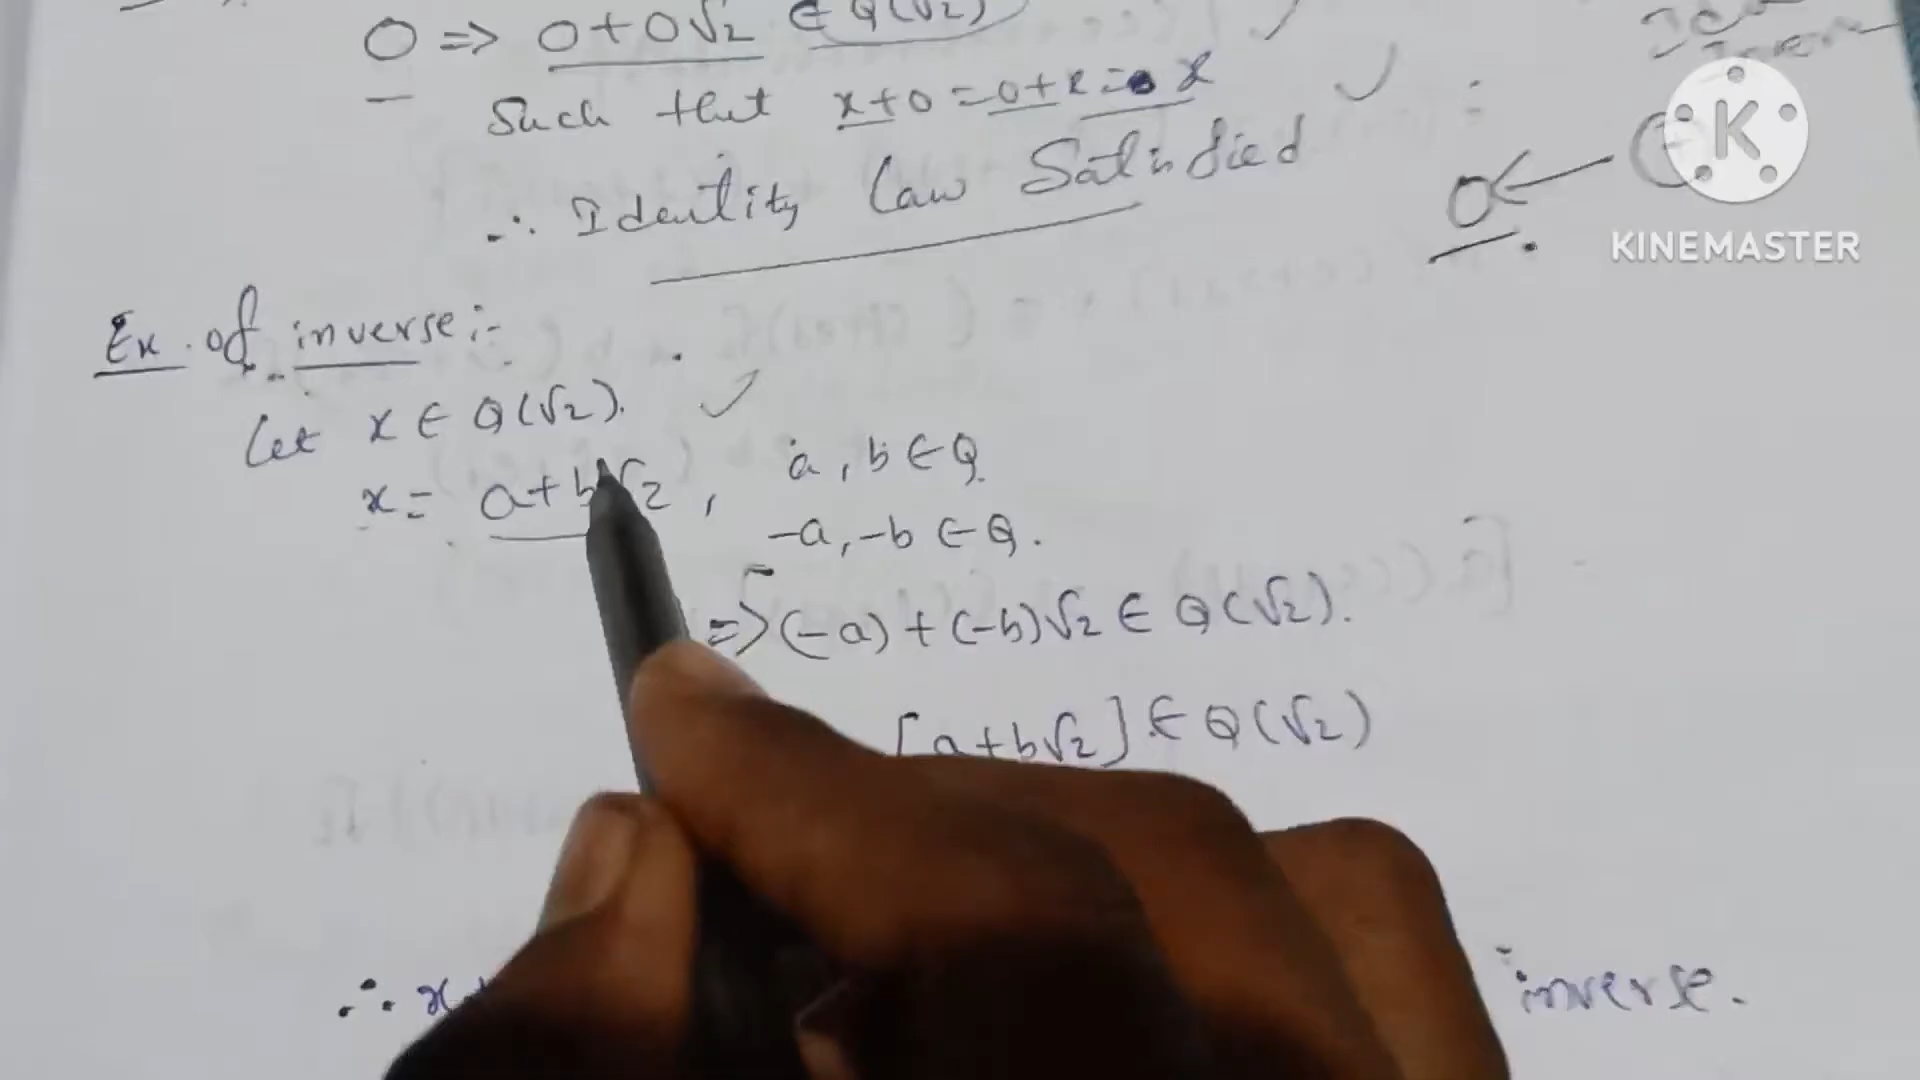 0 => 0+0√2 ∈ Q(√2)
Such that x+0=0+x=x
∴ Identity law Satisfied
0
KINEMASTER
Ex. of inverse:-
Let x ∈ Q(√2).
x= a+b√2, a, b ∈ Q
-a, -b ∈ Q.
=> (-a) + (-b)√2 ∈ Q(√2).
[a+b√2] ∈ Q(√2)
∴ x+
inverse.